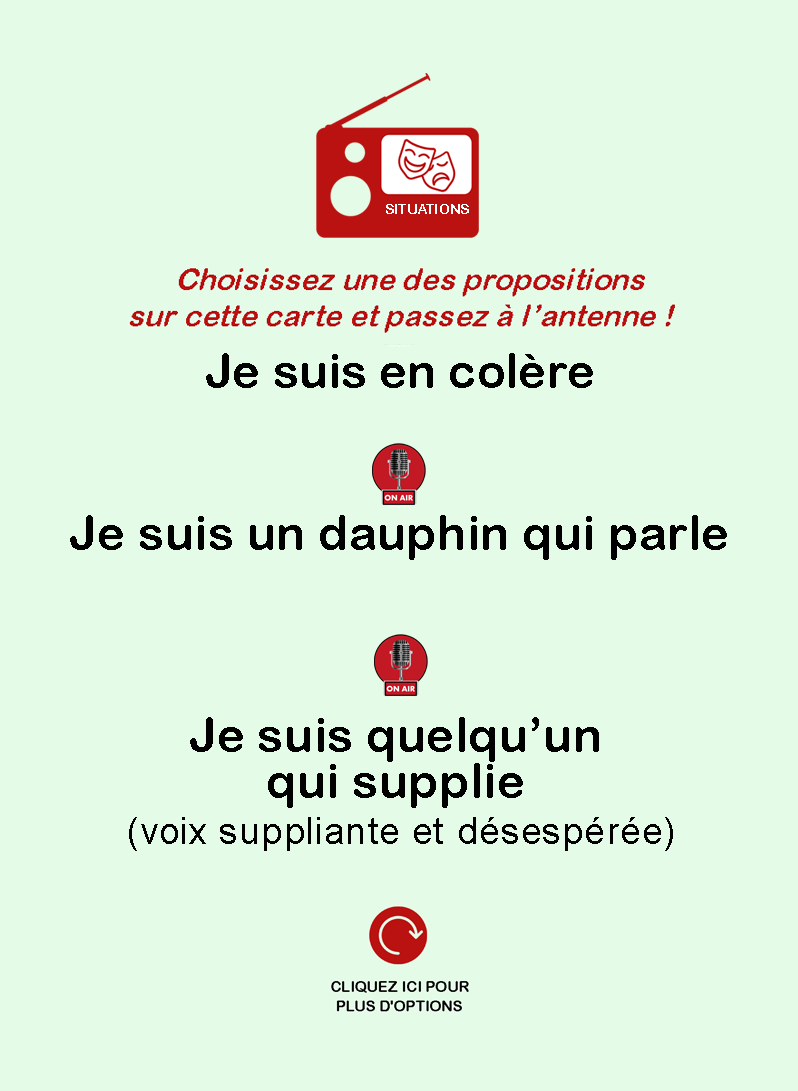 SITUATIONS
Choisissez une des propositions
sur cette carte et passez à l’antenne !
Je suis en colère
ON AIR
Je suis un dauphin qui parle
ON AIR
Je suis quelqu’un
qui supplie
(voix suppliante et désespérée)
CLIQUEZ ICI POUR
PLUS D'OPTIONS